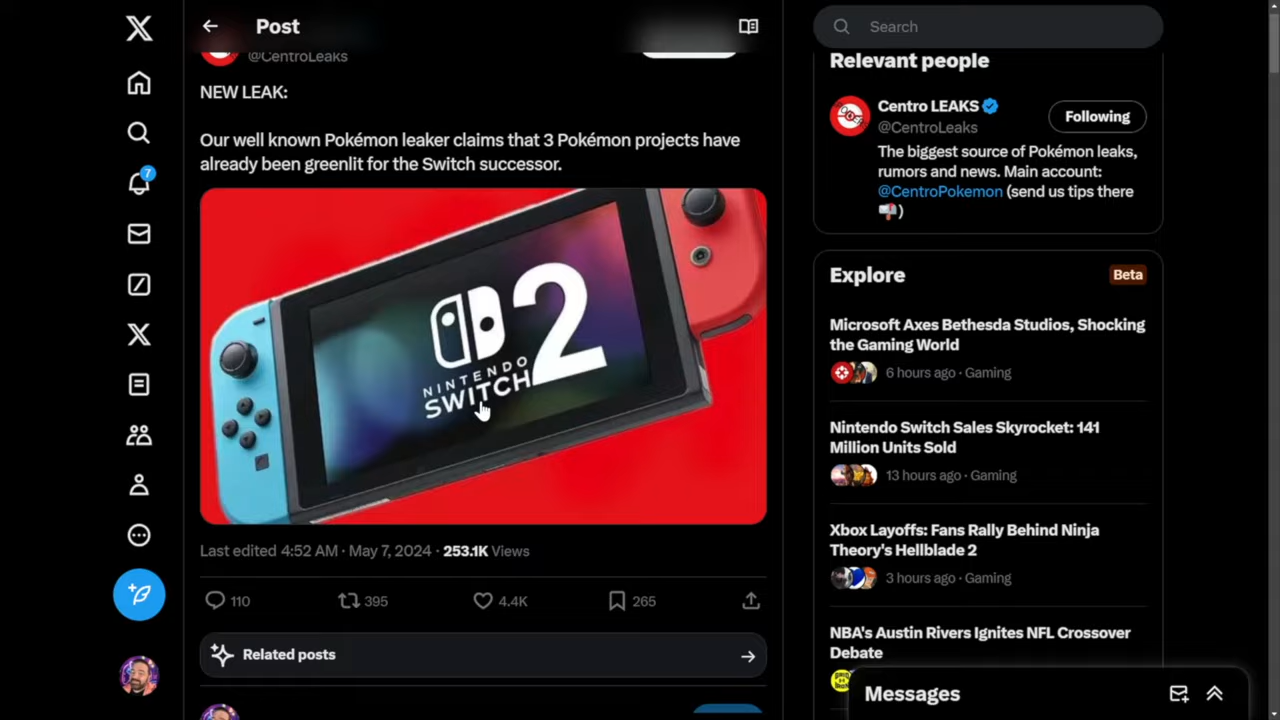 Post
@CentroLeaks
NEW LEAK:
Our well known Pokémon leaker claims that 3 Pokémon projects have
already been greenlit for the Switch successor.
NINTENDO
SWITCH 2
Last edited 4:52 AM · May 7, 2024 · 253.1K Views
110 395 4.4K 265
Related posts
7
Search
Relevant people
Centro LEAKS
@CentroLeaks
Following
The biggest source of Pokémon leaks,
rumors and news. Main account:
@CentroPokemon (send us tips there
)
Explore
Beta
Microsoft Axes Bethesda Studios, Shocking
the Gaming World
6 hours ago · Gaming
Nintendo Switch Sales Skyrocket: 141
Million Units Sold
13 hours ago · Gaming
Xbox Layoffs: Fans Rally Behind Ninja
Theory's Hellblade 2
3 hours ago · Gaming
NBA's Austin Rivers Ignites NFL Crossover
Debate
Messages